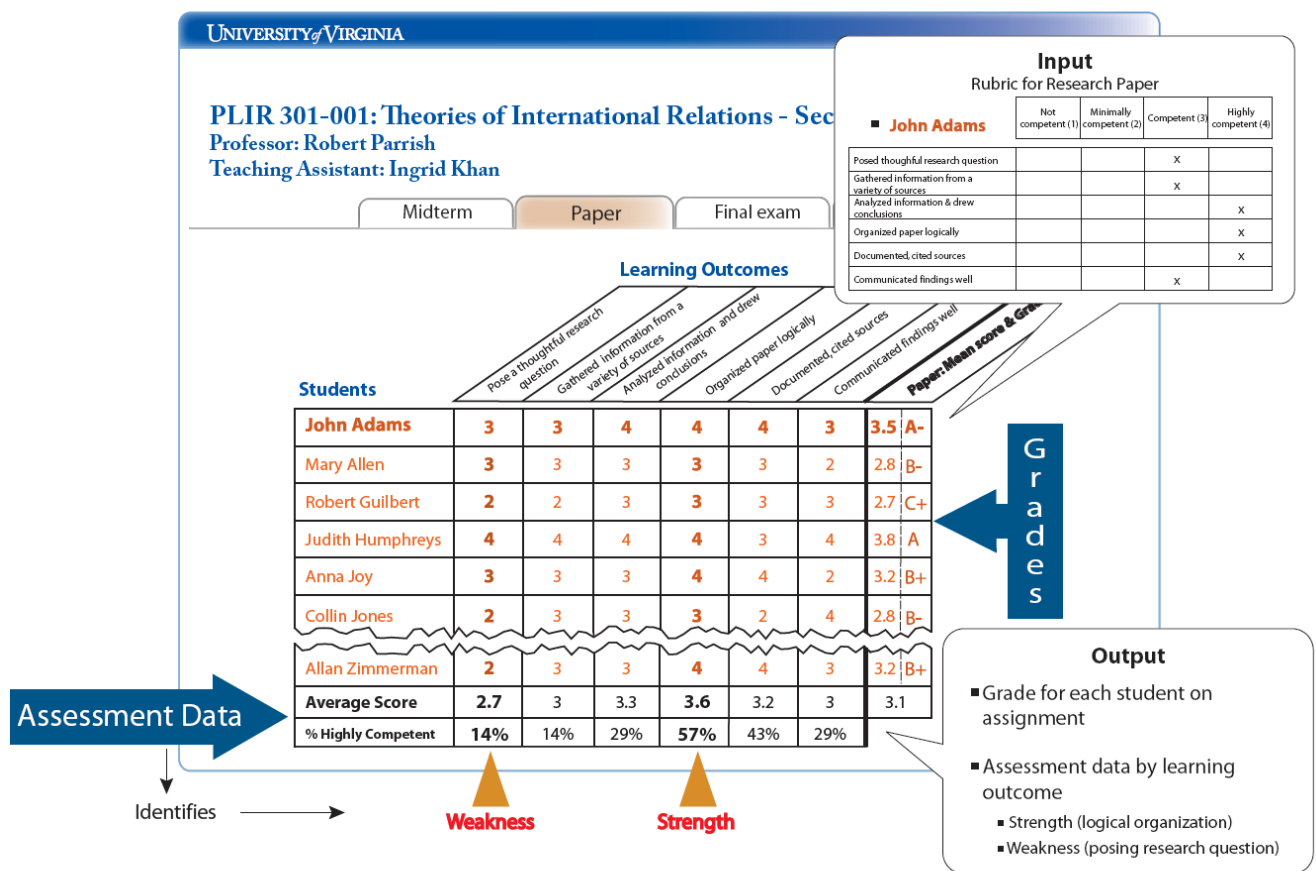 UNIVERSITY of VIRGINIA
PLIR 301-001: Theories of International Relations - Sec
Professor: Robert Parrish
Teaching Assistant: Ingrid Khan
Midterm
Paper
Final exam
Input
Rubric for Research Paper
▪ John Adams
Not competent (1)
Minimally competent (2)
Competent (3)
Highly competent (4)
Posed thoughtful research question x
Gathered information from a
variety of sources x
Analyzed information & drew
conclusions x
Organized paper logically x
Documented, cited sources x
Communicated findings well x
Learning Outcomes
Students
Pose a thoughtful research
question
Gathered information from a
variety of sources
Analyzed information and drew
conclusions
Organized paper logically
Documented, cited sources
Communicated findings well
Paper: Mean score &
John Adams 3 3 4 4 4 3 3.5 A-
Mary Allen 3 3 3 3 3 2 2.8 B-
Robert Guilbert 2 2 3 3 3 3 2.7 C+
Judith Humphreys 4 4 4 4 3 4 3.8 A
Anna Joy 3 3 3 4 4 2 3.2 B+
Collin Jones 2 3 3 3 2 4 2.8 B-
Allan Zimmerman 2 3 3 4 4 3 3.2 B+
Average Score 2.7 3 3.3 3.6 3.2 3 3.1
% Highly Competent 14% 14% 29% 57% 43% 29%
Grades
Assessment Data
Identifies
Weakness
Strength
Output
▪ Grade for each student on
assignment
▪ Assessment data by learning
outcome
▪ Strength (logical organization)
▪ Weakness (posing research question)